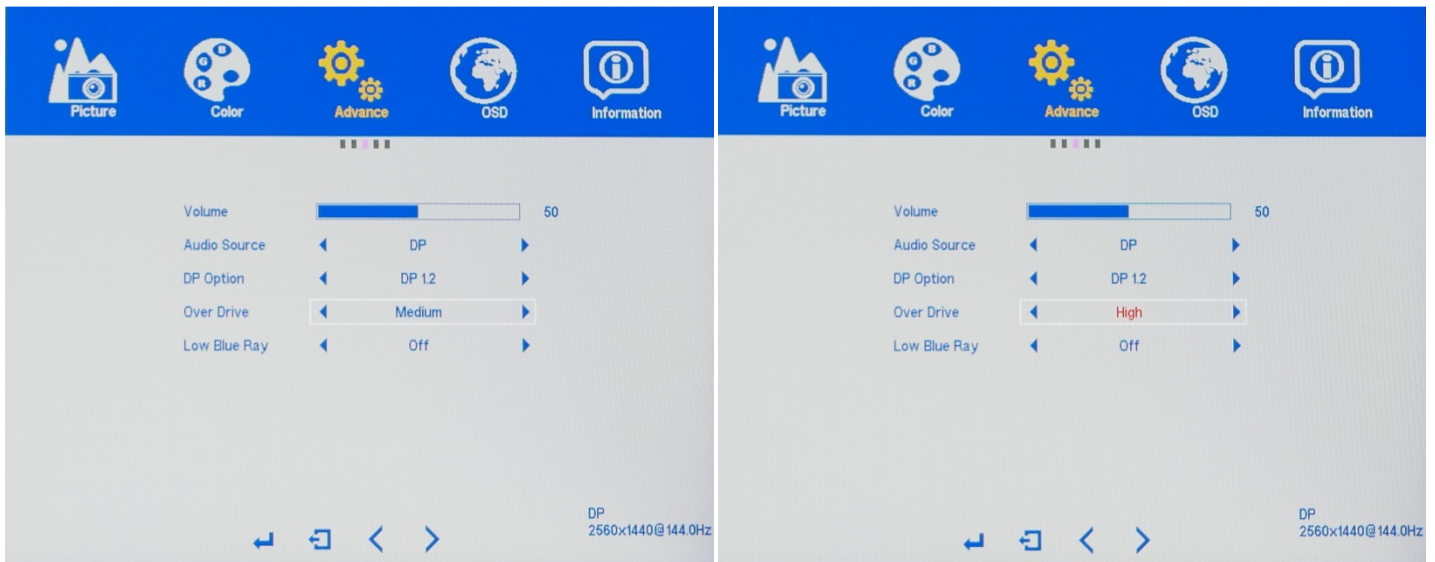 Picture Color Advance OSD Information
Volume 50
Audio Source DP
DP Option DP 1.2
Over Drive Medium
Low Blue Ray Off
DP
2560x1440@144.0Hz
Picture Color Advance OSD Information
Volume 50
Audio Source DP
DP Option DP 1.2
Over Drive High
Low Blue Ray Off
DP
2560x1440@144.0Hz